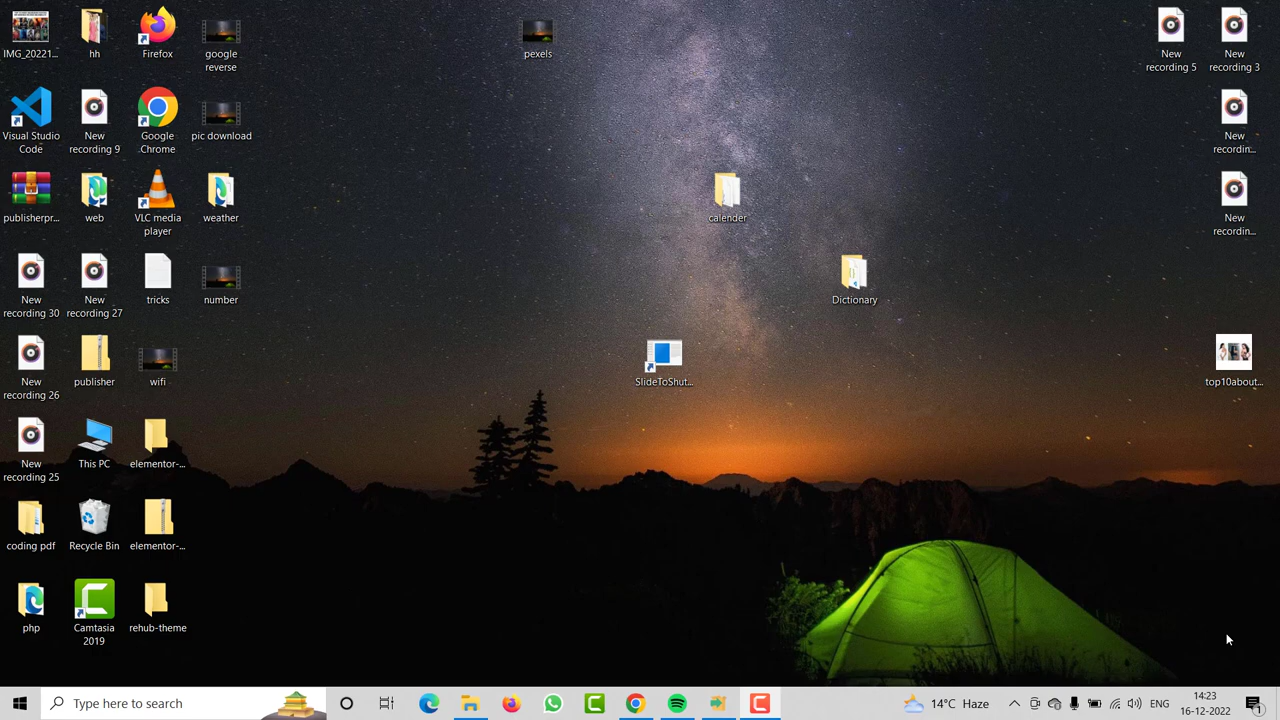 IMG_20221...
hh
Firefox
google
reverse
pexels
New
recording 5
New
recording 3
Visual Studio
Code
New
recording 9
Google
Chrome
pic download
New
recordin...
publisherpr...
web
VLC media
player
weather
calender
New
recordin...
New
recording 30
New
recording 27
tricks
number
Dictionary
New
recording 26
publisher
wifi
SlideToShut...
top10about...
New
recording 25
This PC
elementor-...
coding pdf
Recycle Bin
elementor-...
php
Camtasia
2019
rehub-theme
Type here to search
14°C Haze
ENG
14:23
16-12-2022
1